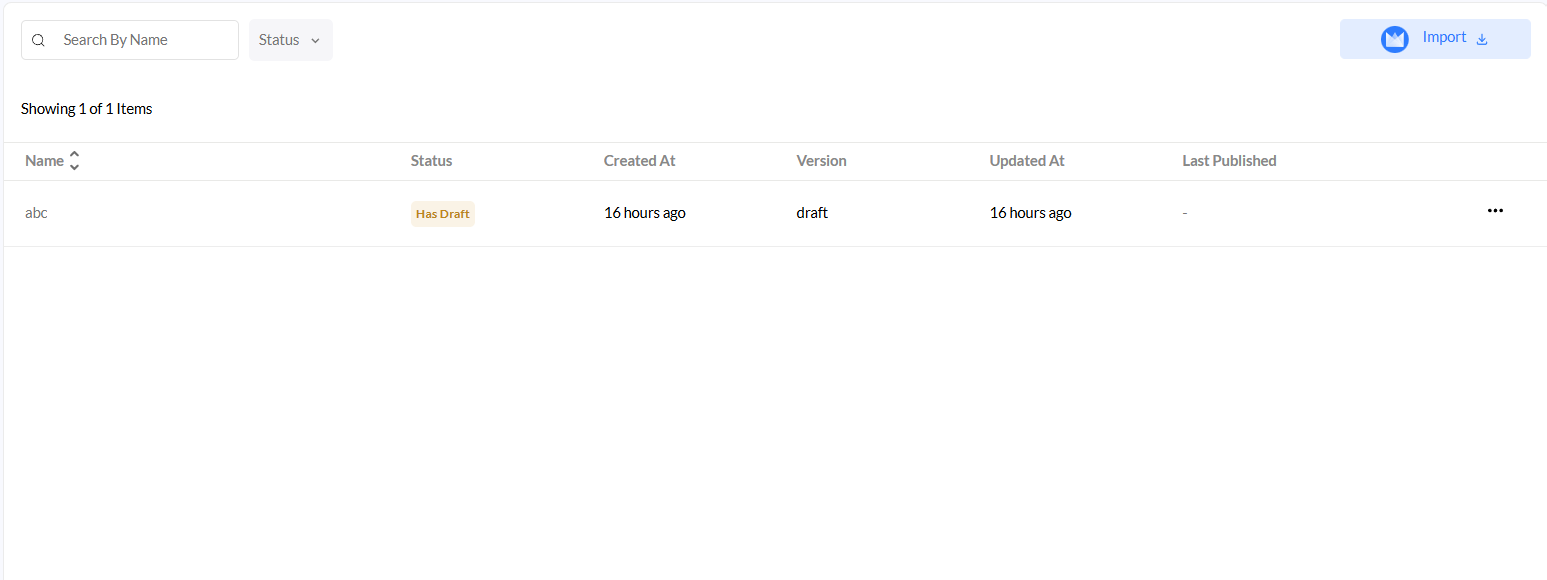 Search By Name Status Import
Showing 1 of 1 Items
Name Status Created At Version Updated At Last Published
abc Has Draft 16 hours ago draft 16 hours ago -